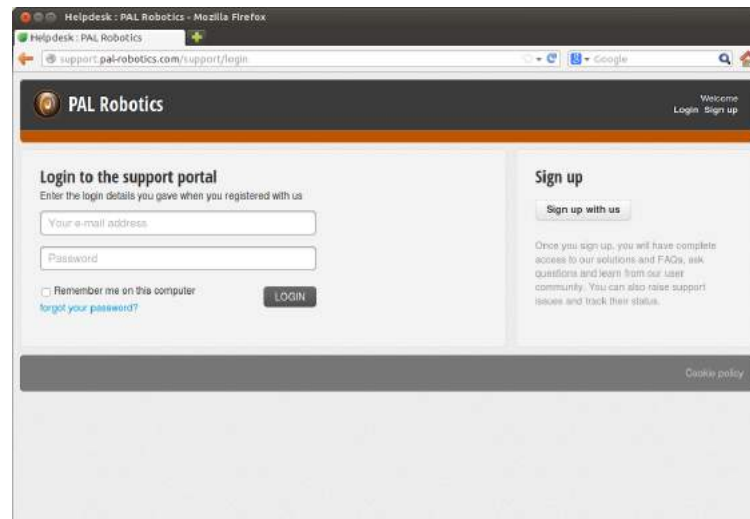 Helpdesk : PAL Robotics - Mozilla Firefox
Helpdesk : PAL Robotics
support.pal-robotics.com/support/login
Google
PAL Robotics
Welcome
Login Sign up
Login to the support portal
Enter the login details you gave when you registered with us
Your e-mail address
Password
Remember me on this computer
LOGIN
forgot your password?
Sign up
Sign up with us
Once you sign up, you will have complete
access to our solutions and FAQs, ask
questions and learn from our user
community. You can also raise support
issues and track their status.
Cookie policy